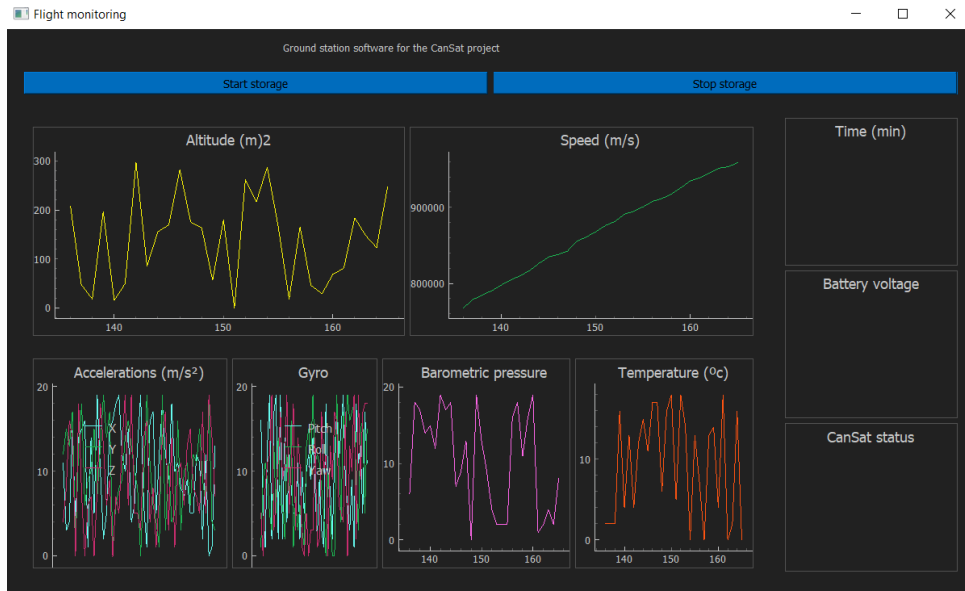 Flight monitoring
Ground station software for the CanSat project
Start storage
Stop storage
Altitude (m)2
300
200
100
0
140 150 160
Speed (m/s)
900000
800000
140 150 160
Time (min)
Battery voltage
CanSat status
Accelerations (m/s²)
20
10
0
X
Y
Z
Gyro
20
10
0
Pitch
Roll
Yaw
Barometric pressure
20
10
0
140 150 160
Temperature (ºc)
10
0
140 150 160